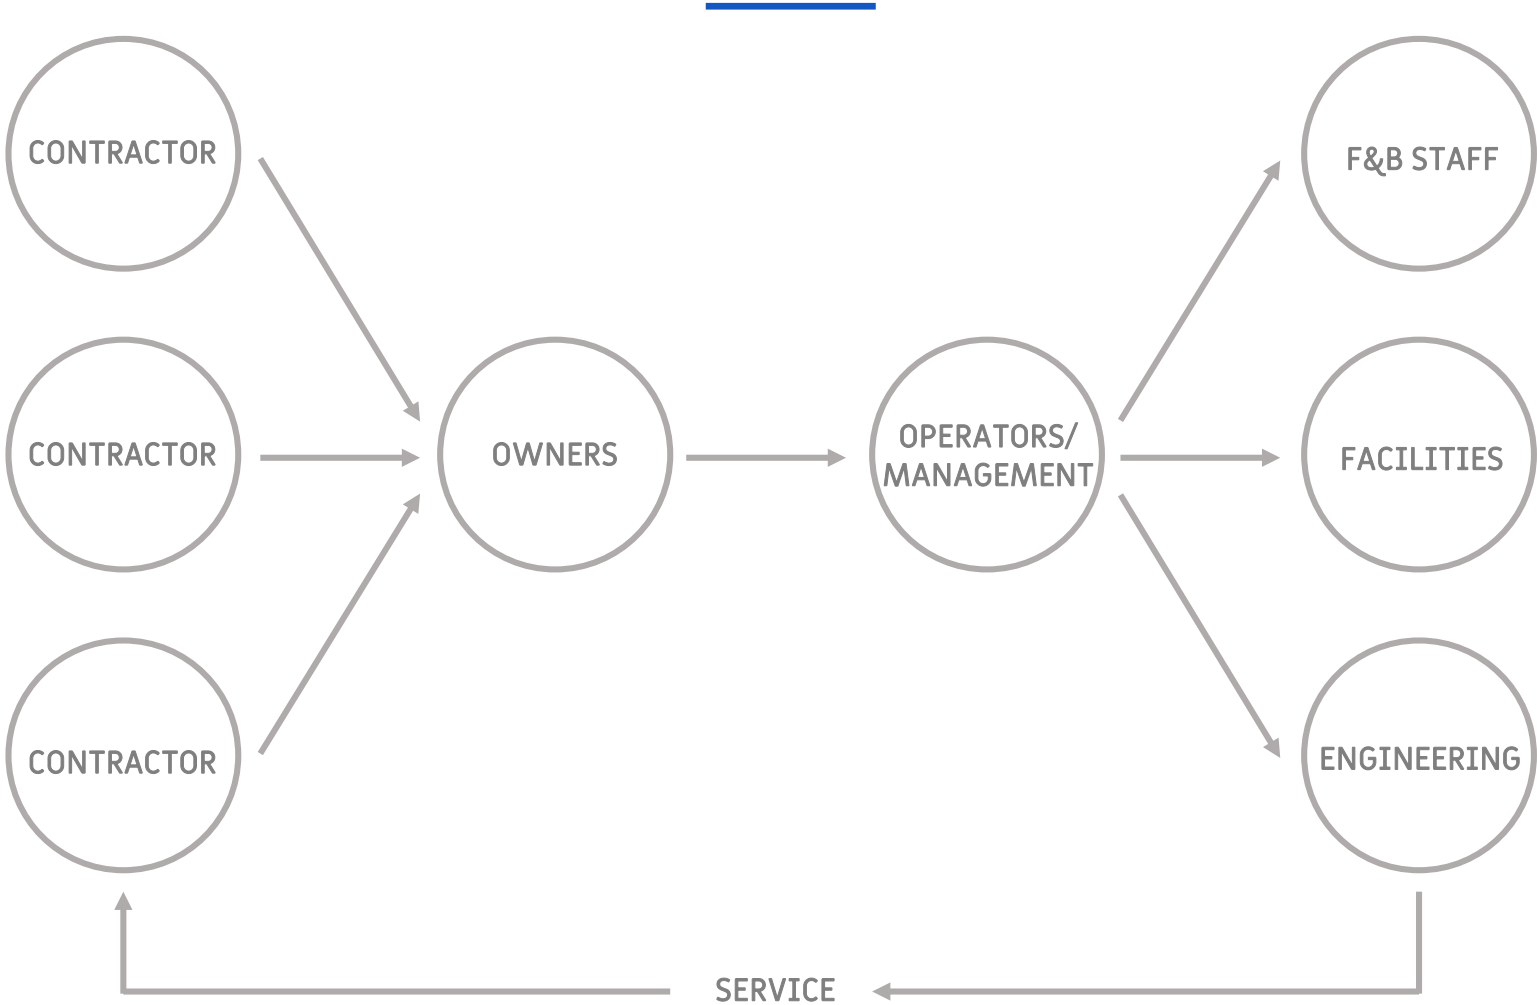 CONTRACTOR
F&B STAFF
CONTRACTOR
OWNERS
OPERATORS/
MANAGEMENT
FACILITIES
CONTRACTOR
ENGINEERING
SERVICE